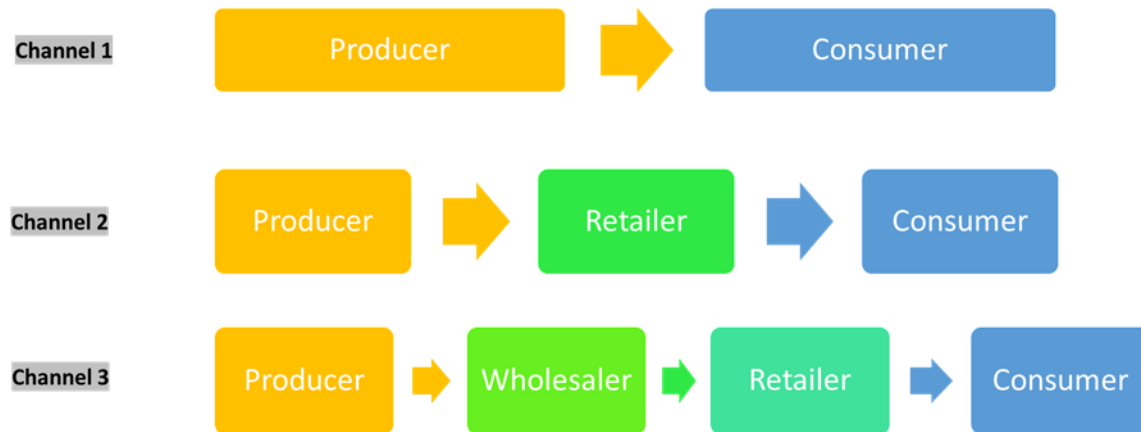 Channel 1 Producer Consumer
Channel 2 Producer Retailer Consumer
Channel 3 Producer Wholesaler Retailer Consumer